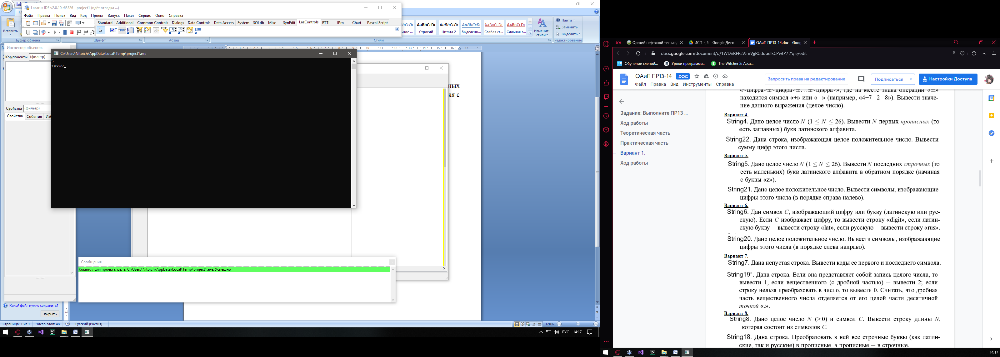 Lazarus IDE v2.0.10 r63526 - project1 (идёт отладка ...)
Файл Правка Поиск Вид Код Проект Запуск Пакет Сервис Окно Справка
Standard Additional Common Controls Dialogs Data Controls Data Access System SQLdb Misc SynEdit LazControls RTTI IPro Chart Pascal Script
Вставить
Буфер обмена Шрифт Абзац Стили Редактирование
AaBbCcDc AaBbCcDc AaBbCcDc AaBbCcDd AaBbCcDd
Строгий Цитата 2 Выделенн... Слабая сс... Сильная с...
Изменить стили
Найти
Заменить
Выделить
Инспектор объектов
Компоненты (фильтр)
Свойства (фильтр)
Свойства События Изб
C:\Users\Nitoich\AppData\Local\Temp\project1.exe
5
zyxwv
ных
ая с
Сообщения
Компиляция проекта, цель: C:\Users\Nitoich\AppData\Local\Temp\project1.exe: Успешно
Какой файл нужно сохранить?
Закрыть
Страница: 1 из 1 Число слов: 48 Русский (Россия)
120%
РУС 14:17
Орский нефтяной технику ИСП-4,5 – Google Диск ОАиП ПР13-14.doc - Goog
docs.google.com/document/d/1WDnRFRsVJmVjjRCdquelkCPwtP7tYqle/edit
Обучение слепой... Уроки программи... The Witcher 2: Assa...
ОАиП ПР13-14 .DOC
Файл Правка Вид Инструменты Справка
Запросить права на редактирование
Подписаться
Настройки Доступа
Задание: Выполните ПР13 ...
Ход работы
Теоретическая часть
Практическая часть
Вариант 1.
Ход работы
«<цифра>±<цифра>±...±<цифра>», где на месте знака операции «±»
находится символ «+» или «−» (например, «4+7−2−8»). Вывести значе-
ние данного выражения (целое число).
Вариант 4.
String4. Дано целое число N (1 ≤ N ≤ 26). Вывести N первых прописных (то
есть заглавных) букв латинского алфавита.
String22. Дана строка, изображающая целое положительное число. Вывести
сумму цифр этого числа.
Вариант 5.
String5. Дано целое число N (1 ≤ N ≤ 26). Вывести N последних строчных (то
есть маленьких) букв латинского алфавита в обратном порядке (начиная
с буквы «z»).
String21. Дано целое положительное число. Вывести символы, изображающие
цифры этого числа (в порядке справа налево).
Вариант 6.
String6. Дан символ C, изображающий цифру или букву (латинскую или рус-
скую). Если C изображает цифру, то вывести строку «digit», если латин-
скую букву — вывести строку «lat», если русскую — вывести строку «rus».
String20. Дано целое положительное число. Вывести символы, изображающие
цифры этого числа (в порядке слева направо).
Вариант 7.
String7. Дана непустая строка. Вывести коды ее первого и последнего символа.
String19°. Дана строка. Если она представляет собой запись целого числа, то
вывести 1, если вещественного (с дробной частью) — вывести 2; если
строку нельзя преобразовать в число, то вывести 0. Считать, что дробная
часть вещественного числа отделяется от его целой части десятичной
точкой «.».
Вариант 8.
String8. Дано целое число N (>0) и символ C. Вывести строку длины N,
которая состоит из символов C.
String18. Дана строка. Преобразовать в ней все строчные буквы (как латин-
ские, так и русские) в прописные, а прописные — в строчные.
14:17